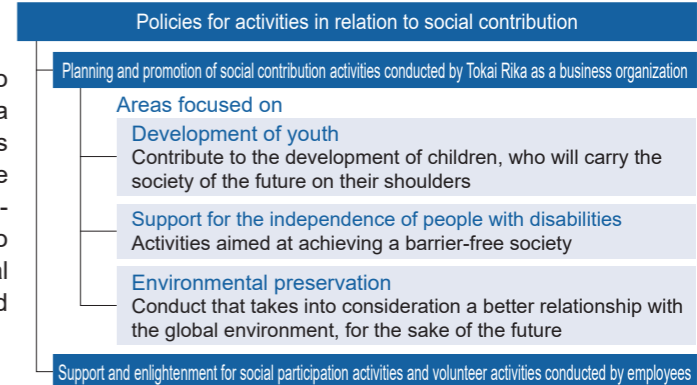 Policies for activities in relation to social contribution
o
a
s
e
-
o
al
d
Planning and promotion of social contribution activities conducted by Tokai Rika as a business organization
Areas focused on
Development of youth
Contribute to the development of children, who will carry the
society of the future on their shoulders
Support for the independence of people with disabilities
Activities aimed at achieving a barrier-free society
Environmental preservation
Conduct that takes into consideration a better relationship with
the global environment, for the sake of the future
Support and enlightenment for social participation activities and volunteer activities conducted by employees